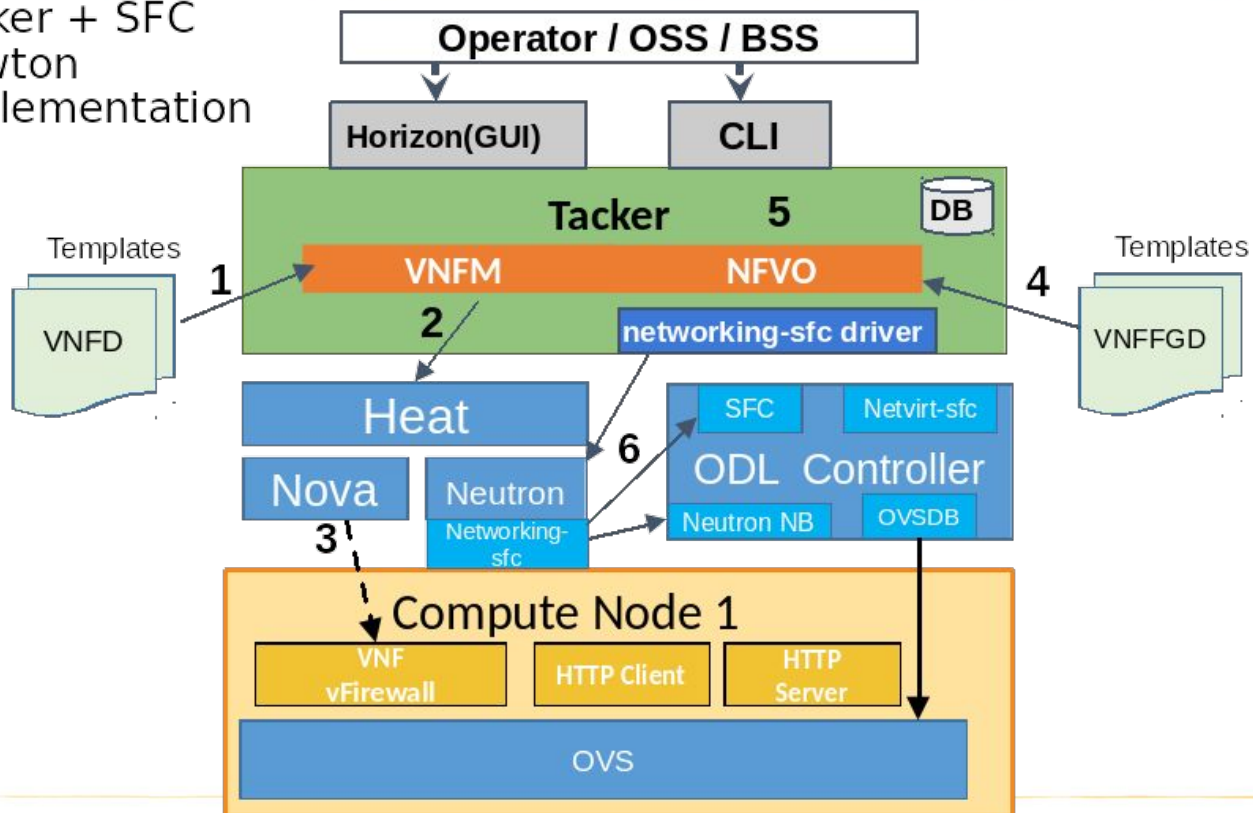 ker + SFC
wton
lementation
Operator / OSS / BSS
Horizon(GUI)
CLI
Tacker
5
DB
Templates
1
VNFD
VNFM
NFVO
Templates
4
VNFFGD
2
networking-sfc driver
Heat
SFC
Netvirt-sfc
6
ODL Controller
Nova
Neutron
Networking-
sfc
Neutron NB
OVSDB
3
Compute Node 1
VNF
vFirewall
HTTP Client
HTTP
Server
OVS